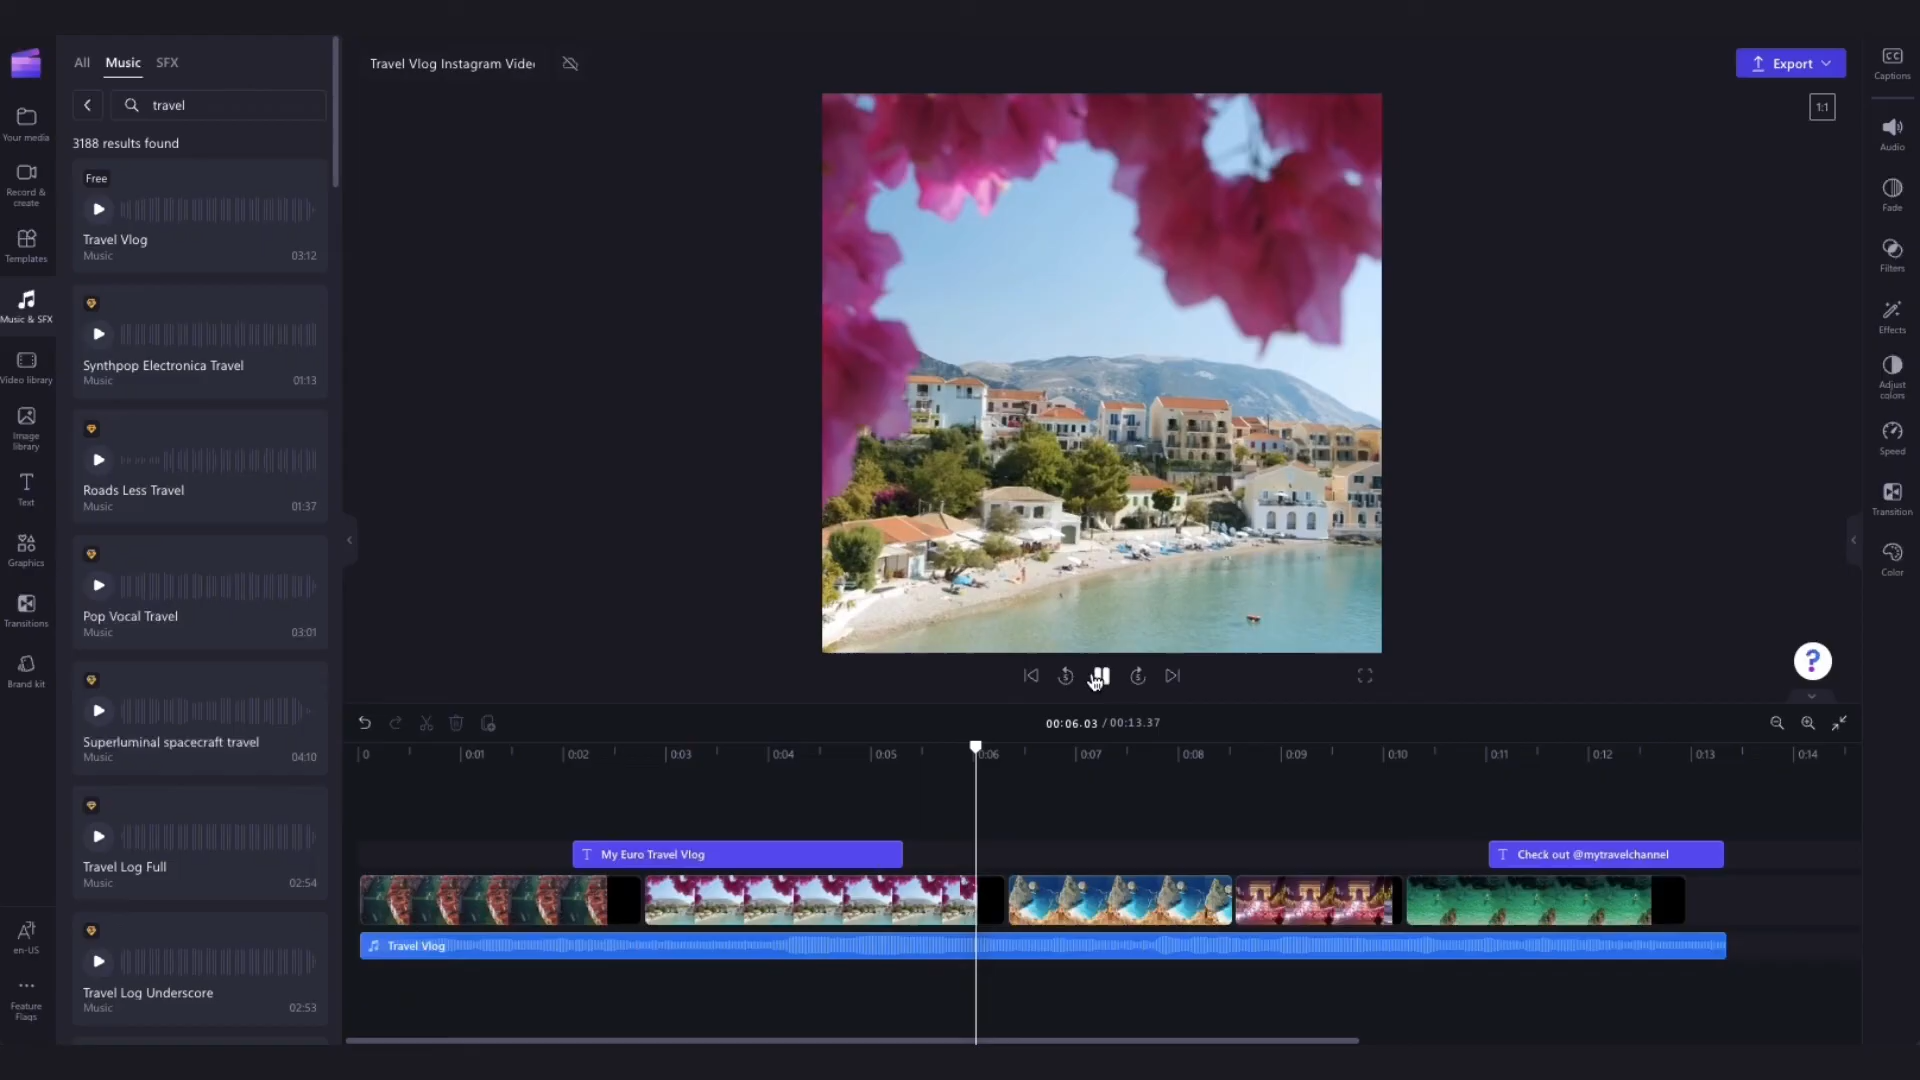 All Music SFX
Travel Vlog Instagram Vide
Export
Captions
travel
1:1
Your media
3188 results found
Audio
Free
Record &
create
Fade
Travel Vlog
Music 03:12
Templates
Filters
Music & SFX
Effects
Synthpop Electronica Travel
Music 01:13
Video library
Adjust
colors
Image
library
Speed
Roads Less Travel
Music 01:37
Text
Transition
Graphics
Color
Pop Vocal Travel
Music 03:01
Transitions
Brand kit
5 5
?
Superluminal spacecraft travel
Music 04:10
00:06.03 / 00:13.37
0 0:01 0:02 0:03 0:04 0:05 0:06 0:07 0:08 0:09 0:10 0:11 0:12 0:13 0:14
Travel Log Full
Music 02:54
T My Euro Travel Vlog
T Check out @mytravelchannel
Travel Vlog
en-US
Travel Log Underscore
Music 02:53
Feature
Flags